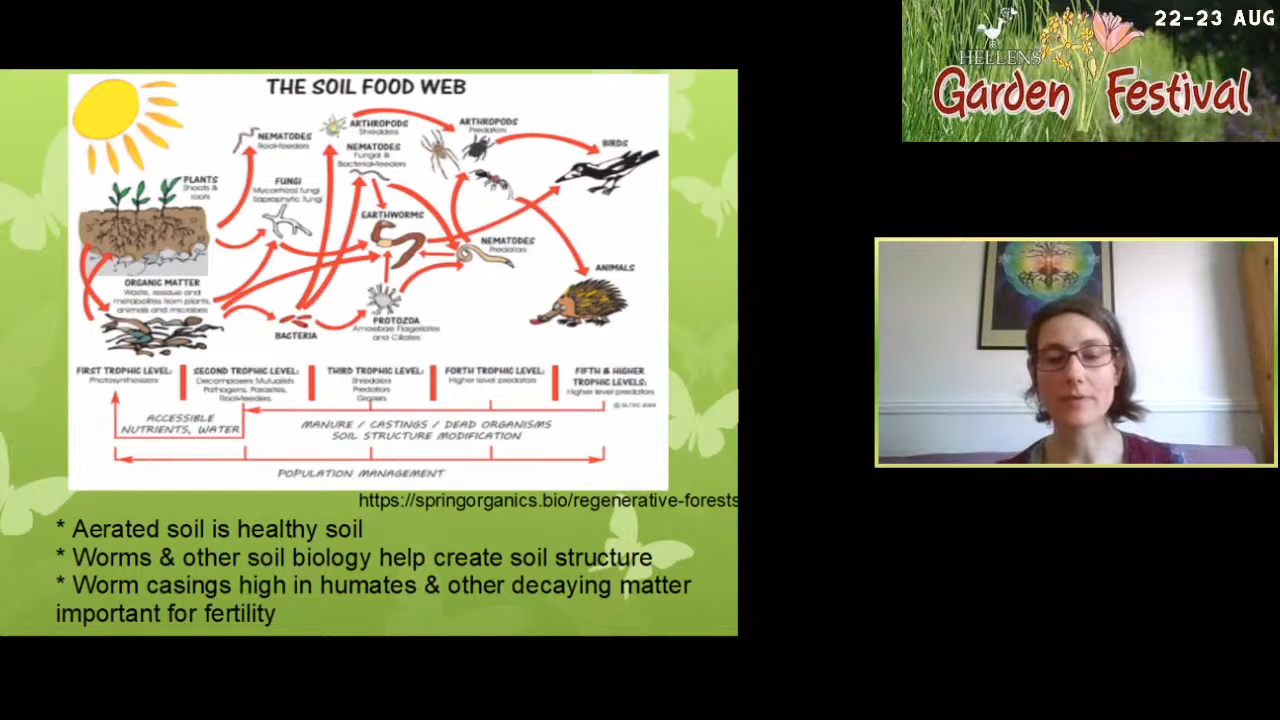 22-23 AUG
HELLENS
Garden Festival
THE SOIL FOOD WEB
NEMATODES
Root-feeders
ARTHROPODS
Shredders
NEMATODES
Fungal &
Bacterial-feeders
ARTHROPODS
Predators
BIRDS
PLANTS
Shoots &
roots
FUNGI
Mycorrhizal fungi
Saprophytic fungi
EARTHWORMS
NEMATODES
Predators
ANIMALS
ORGANIC MATTER
Waste, residue and
metabolites from plants,
animals and microbes
BACTERIA
PROTOZOA
Amoebae Flagellates
and Ciliates
FIRST TROPHIC LEVEL:
Photosynthesizers
SECOND TROPHIC LEVEL:
Decomposers Mutualists
Pathogens, Parasites,
Root-feeders
THIRD TROPHIC LEVEL:
Shredders
Predators
Grazers
FORTH TROPHIC LEVEL:
Higher level predators
FIFTH & HIGHER
TROPHIC LEVELS:
Higher level predators
ACCESSIBLE
NUTRIENTS, WATER
MANURE / CASTINGS / DEAD ORGANISMS
SOIL STRUCTURE MODIFICATION
POPULATION MANAGEMENT
https://springorganics.bio/regenerative-forests
* Aerated soil is healthy soil
* Worms & other soil biology help create soil structure
* Worm casings high in humates & other decaying matter
important for fertility